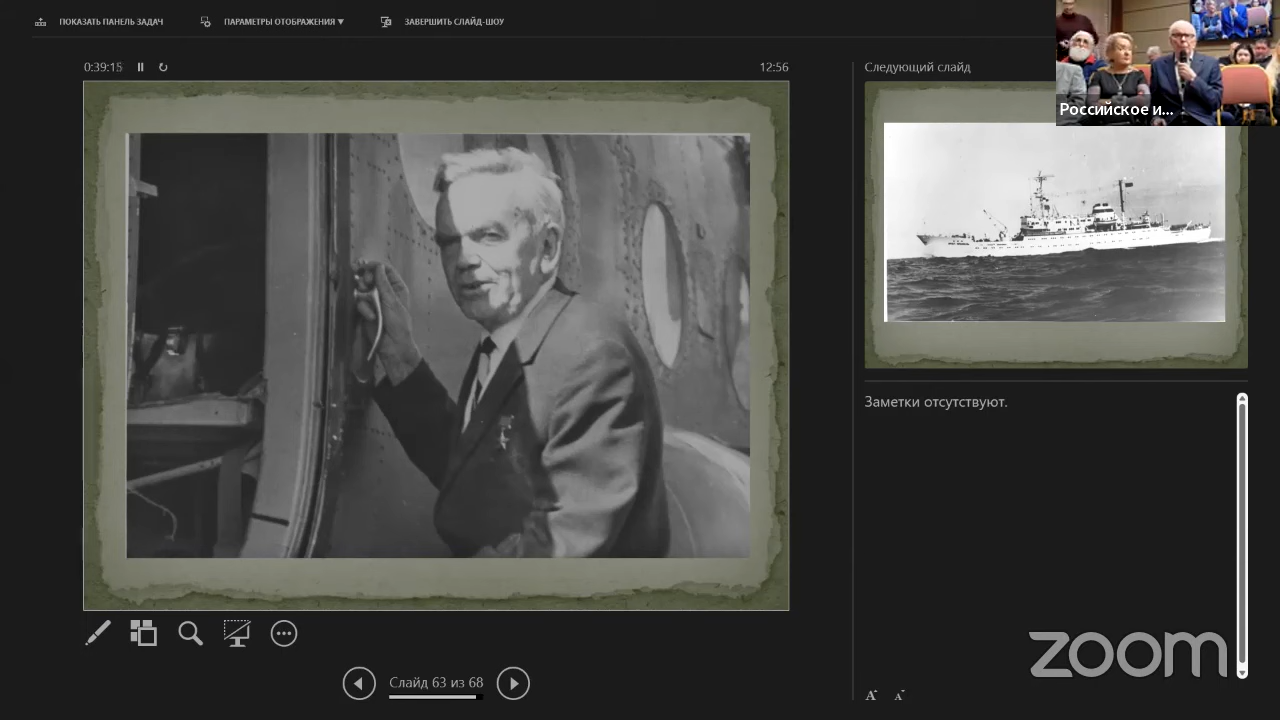 ПОКАЗАТЬ ПАНЕЛЬ ЗАДАЧ
ПАРАМЕТРЫ ОТОБРАЖЕНИЯ ▼
ЗАВЕРШИТЬ СЛАЙД-ШОУ
0:39:15
12:56
Следующий слайд
Российское и...
Заметки отсутствуют.
zoom
Слайд 63 из 68
A A